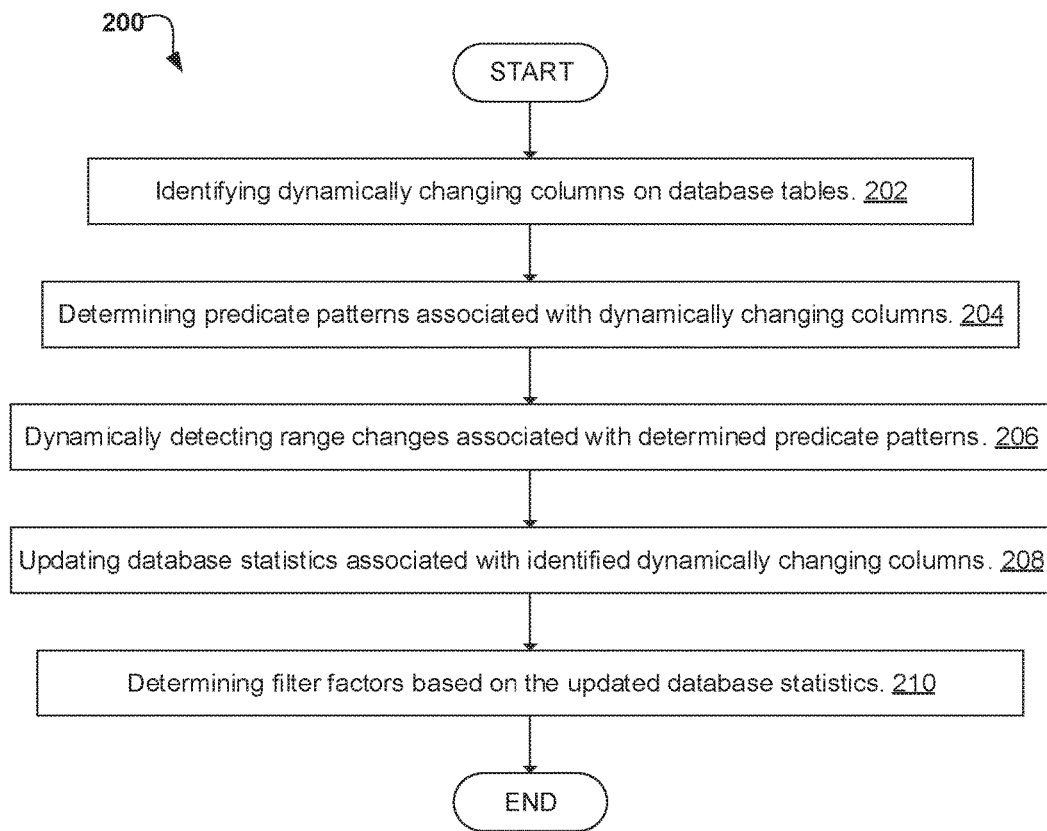 200
START
Identifying dynamically changing columns on database tables. 202
Determining predicate patterns associated with dynamically changing columns. 204
Dynamically detecting range changes associated with determined predicate patterns. 206
Updating database statistics associated with identified dynamically changing columns. 208
Determining filter factors based on the updated database statistics. 210
END